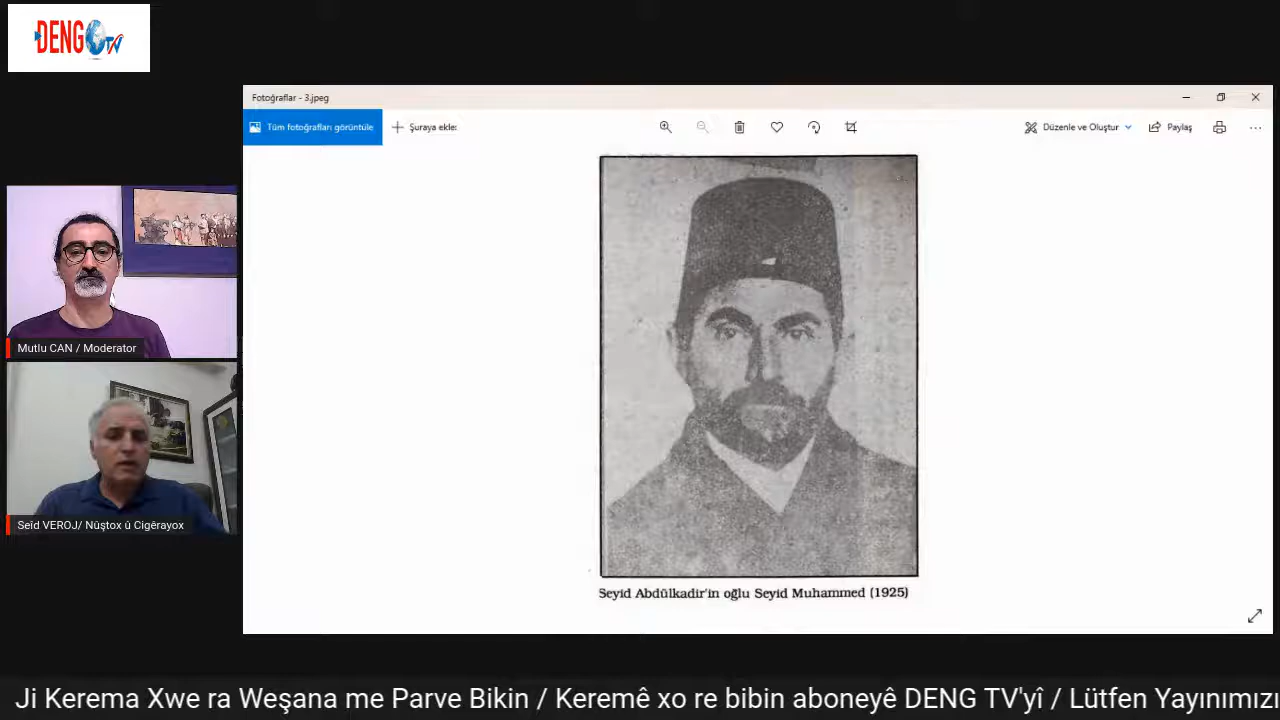 DENG TV
Fotoğraflar - 3.jpeg
Tüm fotoğrafları görüntüle
Şuraya ekle:
Düzenle ve Oluştur
Paylaş
Mutlu CAN / Moderator
Seîd VEROJ/ Nûştox û Cigêrayox
Seyid Abdülkadir'in oğlu Seyid Muhammed (1925)
Ji Kerema Xwe ra Weşana me Parve Bikin / Keremê xo re bibin aboneyê DENG TV'yî / Lütfen Yayınımızı